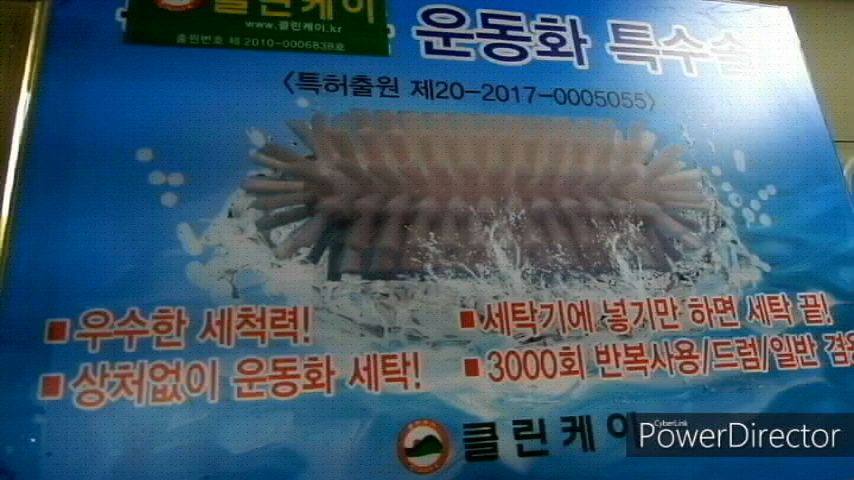 클린케이
www.클린케이.kr
출원번호 제 2010-0006838호
운동화 특수솔
〈특허출원 제20-2017-0005055〉
■ 우수한 세척력!
■ 세탁기에 넣기만 하면 세탁 끝!
■ 상처없이 운동화 세탁!
■ 3000회 반복사용/드럼/일반 겸용
클린케이
CyberLink
PowerDirector